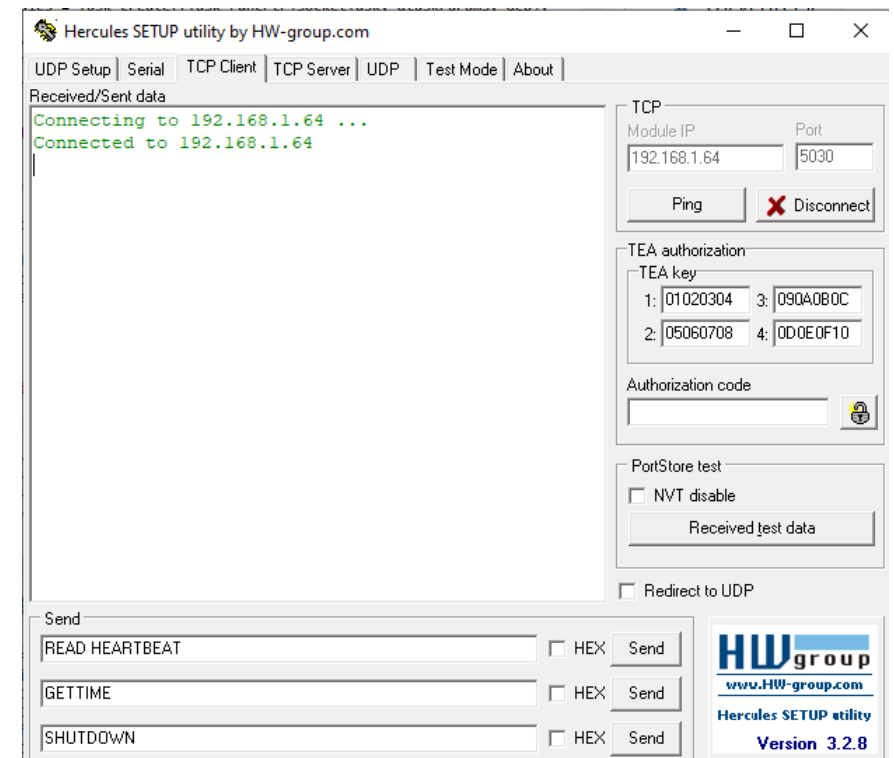 Hercules SETUP utility by HW-group.com
UDP Setup Serial TCP Client TCP Server UDP Test Mode About
Received/Sent data
Connecting to 192.168.1.64 ...
Connected to 192.168.1.64
TCP
Module IP Port
192.168.1.64 5030
Ping Disconnect
TEA authorization
TEA key
1: 01020304 3: 090A0B0C
2: 05060708 4: 0D0E0F10
Authorization code
PortStore test
NVT disable
Received test data
Redirect to UDP
Send
READ HEARTBEAT HEX Send
GETTIME HEX Send
SHUTDOWN HEX Send
HW group
www.HW-group.com
Hercules SETUP utility
Version 3.2.8